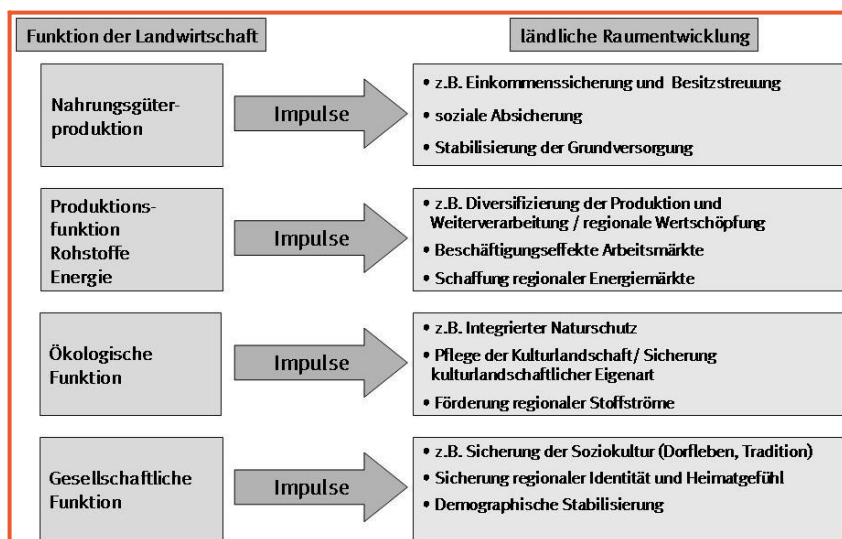 Funktion der Landwirtschaft
ländliche Raumentwicklung
Nahrungsgüter-
produktion
Impulse
• z.B. Einkommenssicherung und Besitzstreuung
• soziale Absicherung
• Stabilisierung der Grundversorgung
Produktions-
funktion
Rohstoffe
Energie
Impulse
• z.B. Diversifizierung der Produktion und
Weiterverarbeitung / regionale Wertschöpfung
• Beschäftigungseffekte Arbeitsmärkte
• Schaffung regionaler Energiemärkte
Ökologische
Funktion
Impulse
• z.B. Integrierter Naturschutz
• Pflege der Kulturlandschaft/ Sicherung
kulturlandschaftlicher Eigenart
• Förderung regionaler Stoffströme
Gesellschaftliche
Funktion
Impulse
• z.B. Sicherung der Soziokultur (Dorfleben, Tradition)
• Sicherung regionaler Identität und Heimatgefühl
• Demographische Stabilisierung